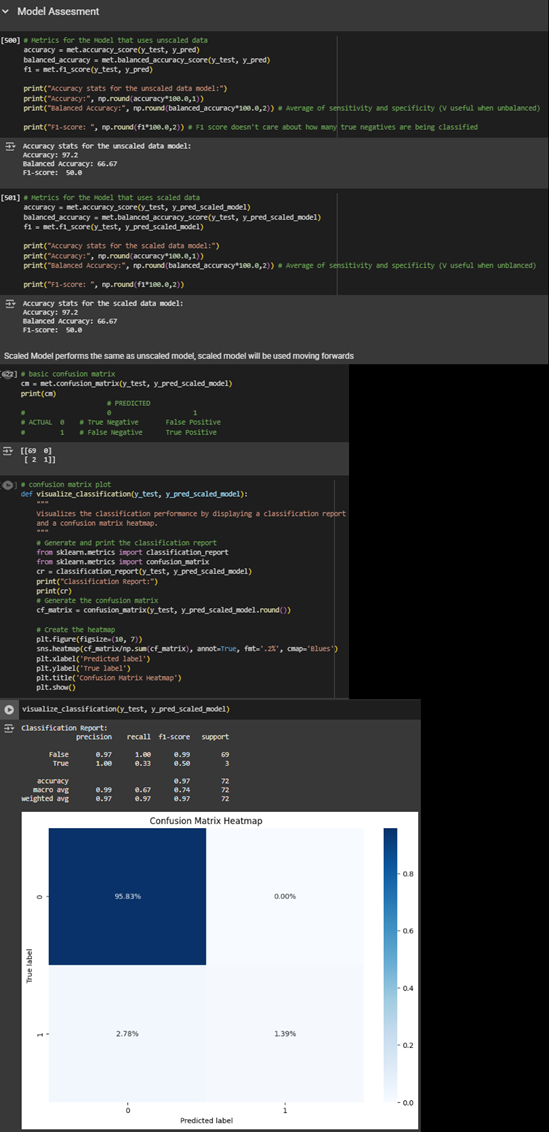 Model Assesment
[500] # Metrics for the Model that uses unscaled data
accuracy = met.accuracy_score(y_test, y_pred)
balanced_accuracy = met.balanced_accuracy_score(y_test, y_pred)
f1 = met.f1_score(y_test, y_pred)
print("Accuracy stats for the unscaled data model:")
print("Accuracy:", np.round(accuracy*100.0,1))
print("Balanced Accuracy:", np.round(balanced_accuracy*100.0,2)) # Average of sensitivity and specificity (V useful when unbalanced)
print("F1-score: ", np.round(f1*100.0,2)) # F1 score doesn't care about how many true negatives are being classified
Accuracy stats for the unscaled data model:
Accuracy: 97.2
Balanced Accuracy: 66.67
F1-score:  50.0
[501] # Metrics for the Model that uses scaled data
accuracy = met.accuracy_score(y_test, y_pred_scaled_model)
balanced_accuracy = met.balanced_accuracy_score(y_test, y_pred_scaled_model)
f1 = met.f1_score(y_test, y_pred_scaled_model)
print("Accuracy stats for the scaled data model:")
print("Accuracy:", np.round(accuracy*100.0,1))
print("Balanced Accuracy:", np.round(balanced_accuracy*100.0,2)) # Average of sensitivity and specificity (V useful when unblanced)
print("F1-score: ", np.round(f1*100.0,2))
Accuracy stats for the scaled data model:
Accuracy: 97.2
Balanced Accuracy: 66.67
F1-score:  50.0
Scaled Model performs the same as unscaled model, scaled model will be used moving forwards
# basic confusion matrix
cm = met.confusion_matrix(y_test, y_pred_scaled_model)
print(cm)
# PREDICTED
# 0 1
# ACTUAL 0 # True Negative False Positive
# 1 # False Negative True Positive
[[69 0]
[ 2 1]]
# confusion matrix plot
def visualize_classification(y_test, y_pred_scaled_model):
"""
Visualizes the classification performance by displaying a classification report
and a confusion matrix heatmap.
"""
# Generate and print the classification report
from sklearn.metrics import classification_report
from sklearn.metrics import confusion_matrix
cr = classification_report(y_test, y_pred_scaled_model)
print("Classification Report:")
print(cr)
# Generate the confusion matrix
cf_matrix = confusion_matrix(y_test, y_pred_scaled_model.round())
# Create the heatmap
plt.figure(figsize=(10, 7))
sns.heatmap(cf_matrix/np.sum(cf_matrix), annot=True, fmt='.2%', cmap='Blues')
plt.xlabel('Predicted label')
plt.ylabel('True label')
plt.title('Confusion Matrix Heatmap')
plt.show()
visualize_classification(y_test, y_pred_scaled_model)
Classification Report:
precision recall f1-score support
False 0.97 1.00 0.99 69
True 1.00 0.33 0.50 3
accuracy 0.97 72
macro avg 0.99 0.67 0.74 72
weighted avg 0.97 0.97 0.97 72
Confusion Matrix Heatmap
0.8
0 95.83% 0.00%
0.6
True label
0.4
1 2.78% 1.39%
0.2
0.0
0 1
Predicted label